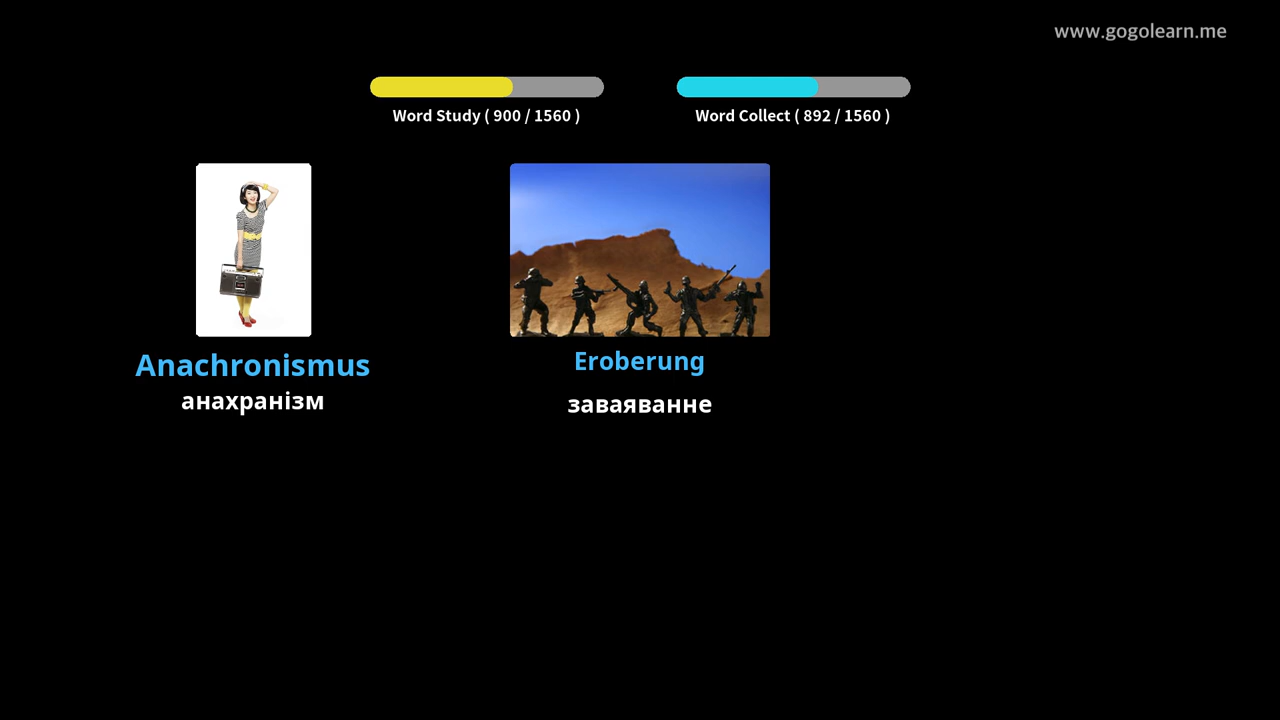 www.gogolearn.me
Word Study ( 900 / 1560 )
Word Collect ( 892 / 1560 )
Anachronismus
анахранізм
Eroberung
заваяванне